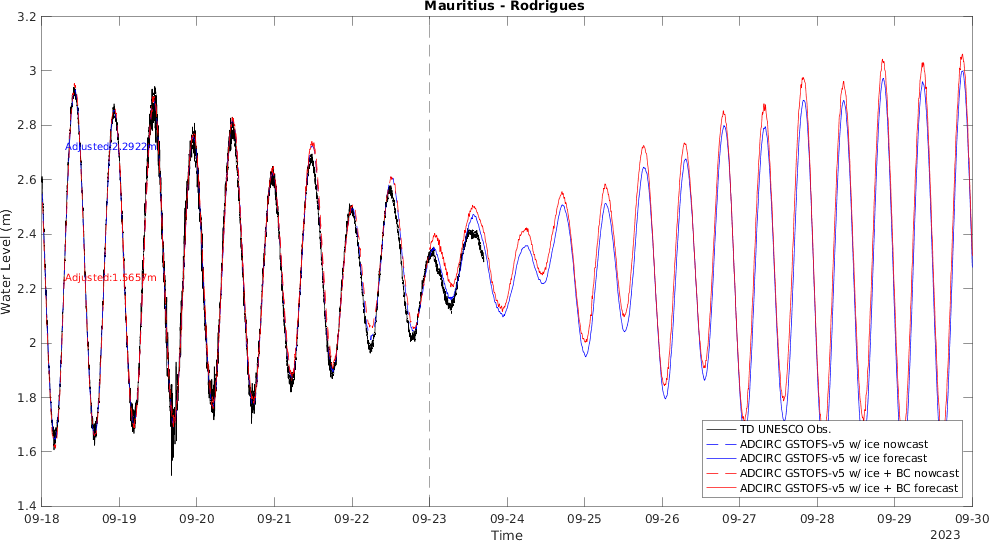 Mauritius - Rodrigues
Water Level (m)
3.2
3
2.8
2.6
2.4
2.2
2
1.8
1.6
1.4
Adjusted:2.2922m
Adjusted:1.5657m
TD UNESCO Obs.
ADCIRC GSTOFS-v5 w/ ice nowcast
ADCIRC GSTOFS-v5 w/ ice forecast
ADCIRC GSTOFS-v5 w/ ice + BC nowcast
ADCIRC GSTOFS-v5 w/ ice + BC forecast
09-18 09-19 09-20 09-21 09-22 09-23 09-24 09-25 09-26 09-27 09-28 09-29 09-30
Time
2023